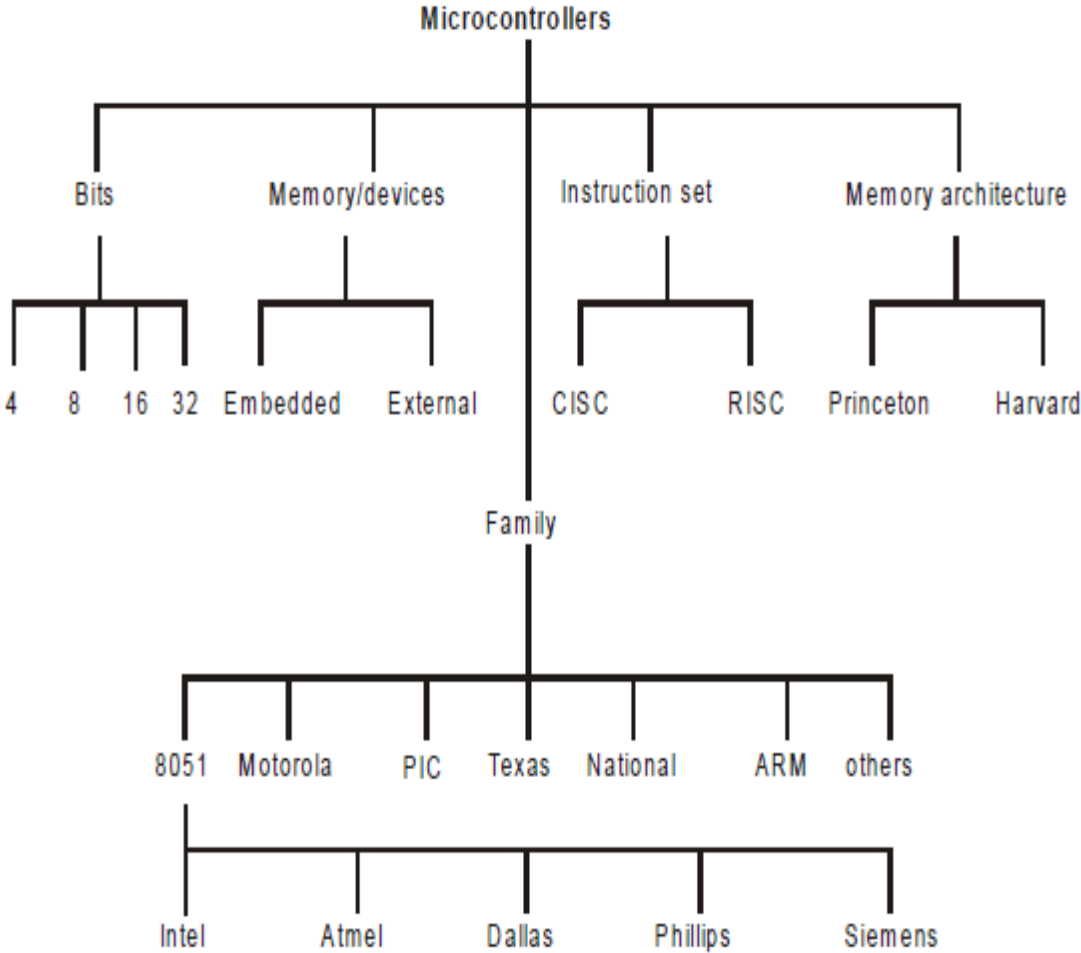 Microcontrollers
Bits Memory/devices Instruction set Memory architecture
4 8 16 32 Embedded External CISC RISC Princeton Harvard
Family
8051 Motorola PIC Texas National ARM others
Intel Atmel Dallas Phillips Siemens